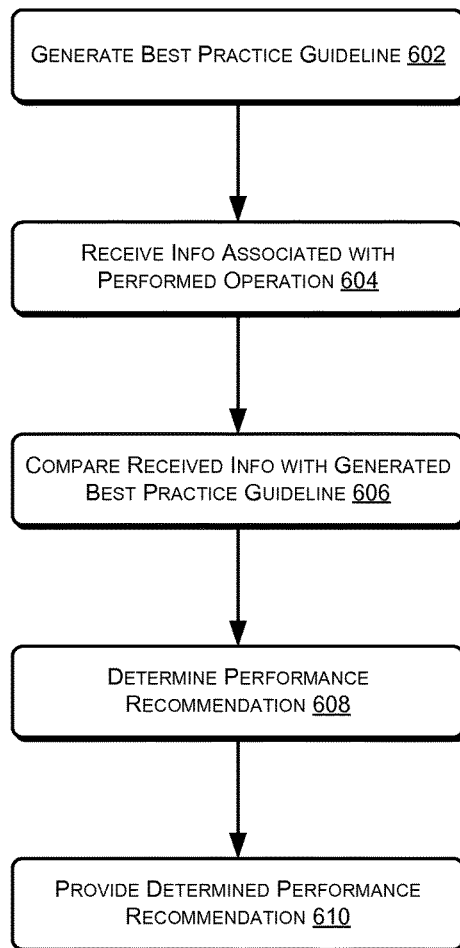 GENERATE BEST PRACTICE GUIDELINE 602
RECEIVE INFO ASSOCIATED WITH
PERFORMED OPERATION 604
COMPARE RECEIVED INFO WITH GENERATED
BEST PRACTICE GUIDELINE 606
DETERMINE PERFORMANCE
RECOMMENDATION 608
PROVIDE DETERMINED PERFORMANCE
RECOMMENDATION 610